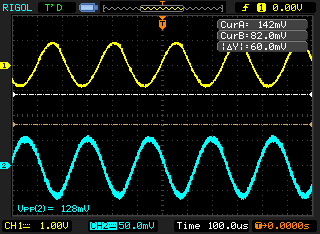 RIGOL T'D f 1 0.00V
T
CurA: 142mV
CurB:82.0mV
|ΔY|:60.0mV
1
2
VPP(2)= 128mV
CH1 1.00V CH2 50.0mV Time 100.0us T→0.0000s